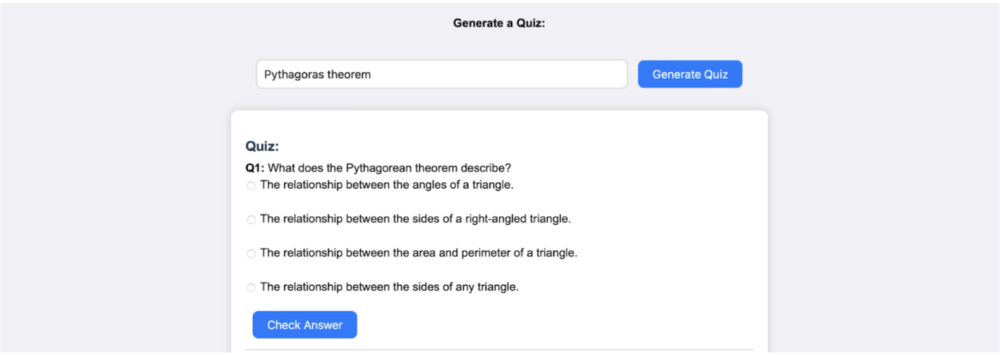 Generate a Quiz:
Pythagoras theorem
Generate Quiz
Quiz:
Q1: What does the Pythagorean theorem describe?
The relationship between the angles of a triangle.
The relationship between the sides of a right-angled triangle.
The relationship between the area and perimeter of a triangle.
The relationship between the sides of any triangle.
Check Answer